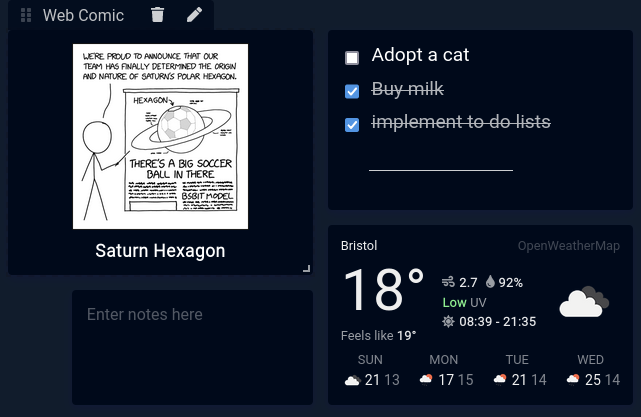 Web Comic
WE'RE PROUD TO ANNOUNCE THAT OUR
TEAM HAS FINALLY DETERMINED THE ORIGIN
AND NATURE OF SATURN'S POLAR HEXAGON.
HEXAGON
THERE'S A BIG SOCCER
BALL IN THERE
BSBIT MODEL
Saturn Hexagon
Enter notes here
Adopt a cat
Buy milk
implement to do lists
Bristol
OpenWeatherMap
18°
2.7 92%
Low UV
08:39 - 21:35
Feels like 19°
SUN MON TUE WED
21 13 17 15 21 14 25 14